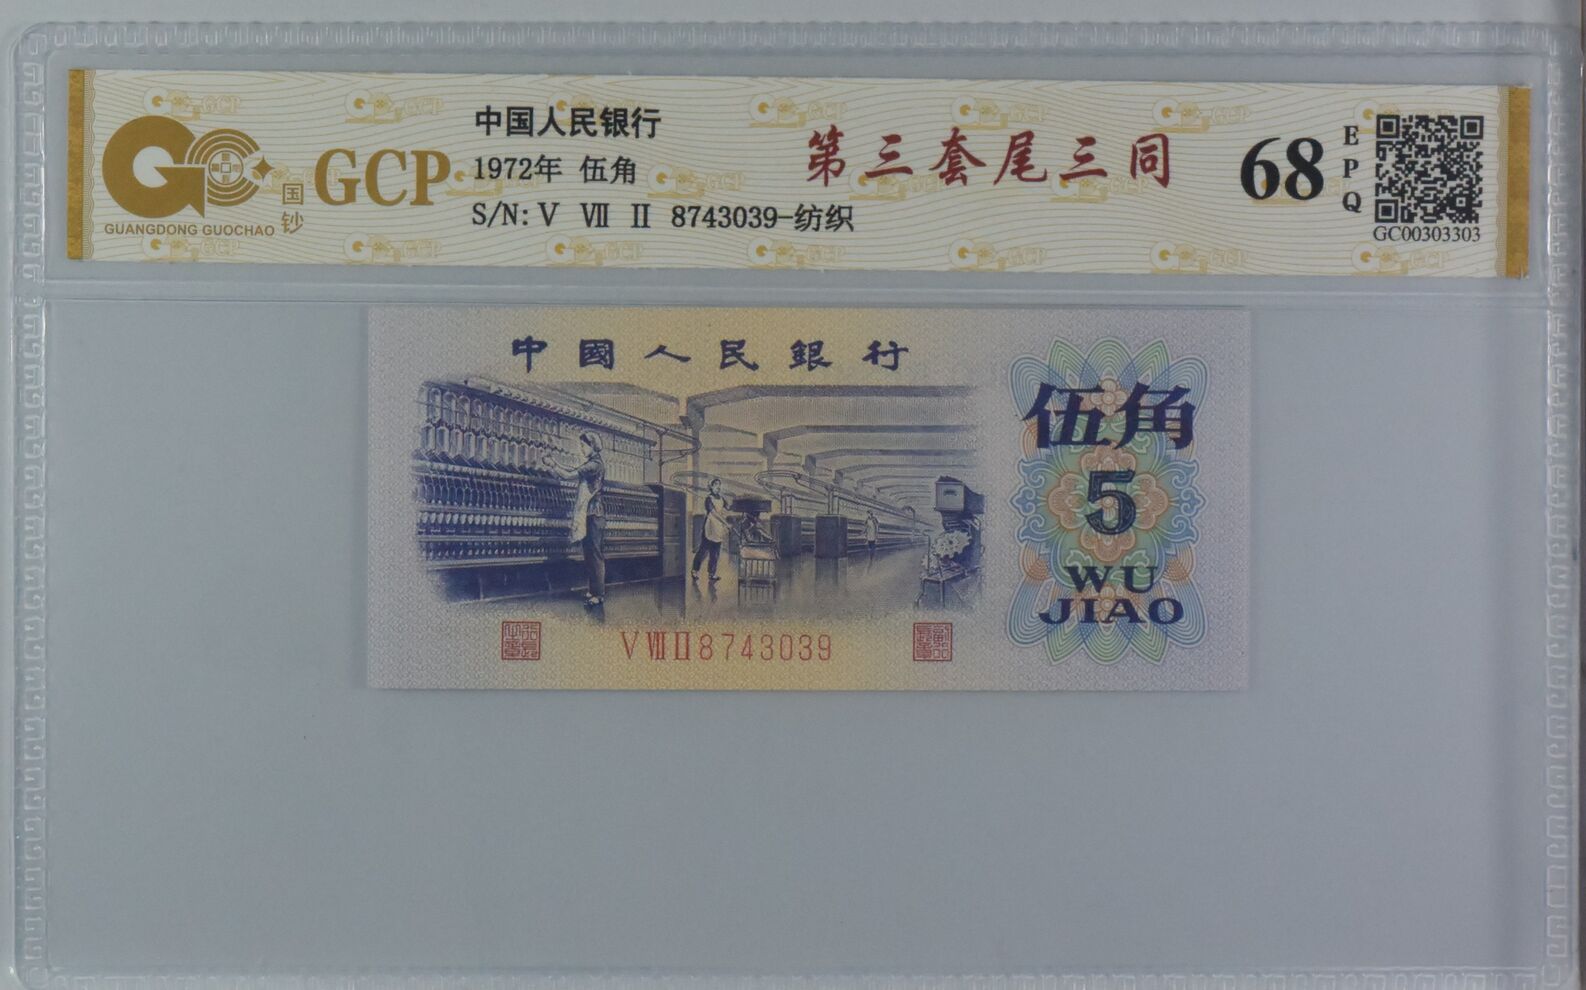 GCP
国钞
GUANGDONG GUOCHAO
中国人民银行
1972年 伍角
S/N: V Ⅶ Ⅱ 8743039-纺织
第三套尾三同
68
EPQ
GC00303303
中國人民銀行
伍角
5
WU
JIAO
V Ⅶ Ⅱ 8743039